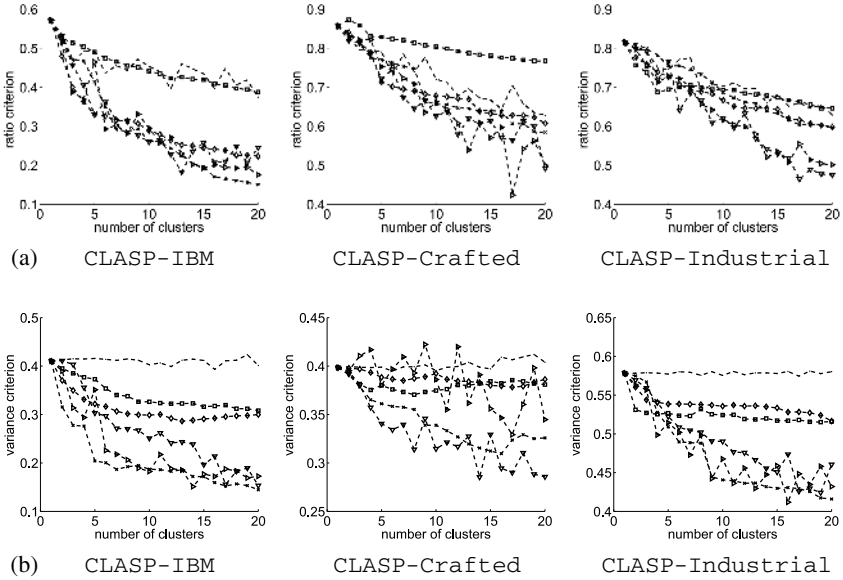 0.6
0.5
0.4
0.3
0.2
0.1
ratio criterion
0 5 10 15 20
number of clusters
0.9
0.8
0.7
0.6
0.5
0.4
ratio criterion
0 5 10 15 20
number of clusters
0.9
0.8
0.7
0.6
0.5
0.4
ratio criterion
0 5 10 15 20
number of clusters
(a) CLASP-IBM CLASP-Crafted CLASP-Industrial
0.5
0.4
0.3
0.2
0.1
variance criterion
0 5 10 15 20
number of clusters
0.45
0.4
0.35
0.3
0.25
variance criterion
0 5 10 15 20
number of clusters
0.65
0.6
0.55
0.5
0.45
0.4
variance criterion
0 5 10 15 20
number of clusters
(b) CLASP-IBM CLASP-Crafted CLASP-Industrial